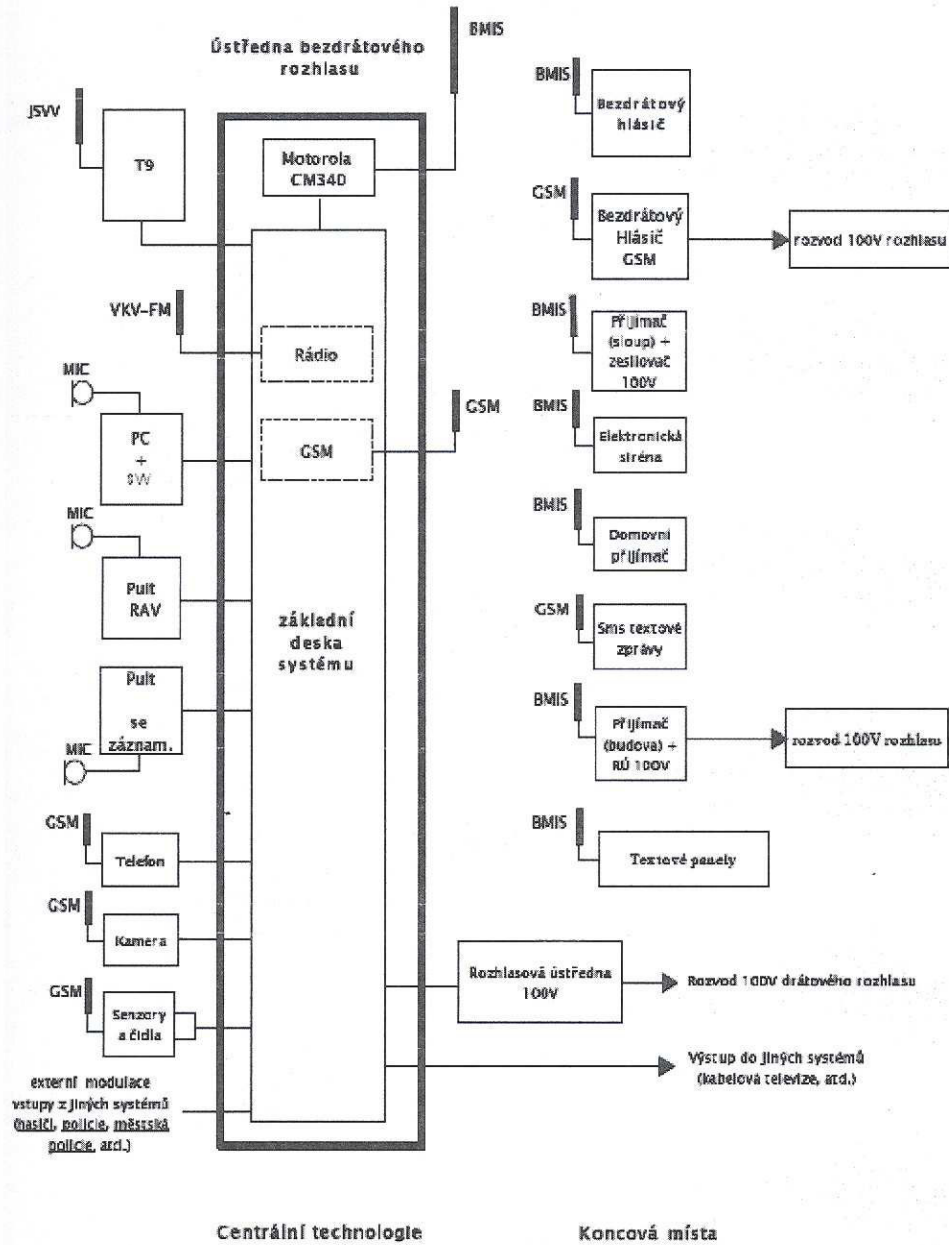 Ústředna bezdrátového
rozhlasu
BMIS
JSVV
T9
Motorola
CM340
VKV-FM
Rádio
MIC
PC
+
SW
GSM
GSM
MIC
Pult
RAV
základní
deska
systému
Pult
se
záznam.
MIC
GSM
Telefon
GSM
Kamera
GSM
Senzory
a čidla
externí modulace
vstupy z jiných systémů
(hasiči, policie, městská
policie, atd.)
BMIS
Bezdrátový
hlásič
GSM
Bezdrátový
Hlásič
GSM
rozvod 100V rozhlasu
BMIS
Přijímač
(sloup) +
zesilovač
100V
BMIS
Elektronická
siréna
BMIS
Domovní
přijímač
GSM
Sms textové
zprávy
BMIS
Přijímač
(budova) +
RÚ 100V
rozvod 100V rozhlasu
BMIS
Textové panely
Rozhlasová ústředna
100V
Rozvod 100V drátového rozhlasu
Výstup do jiných systémů
(kabelová televize, atd.)
Centrální technologie
Koncová místa